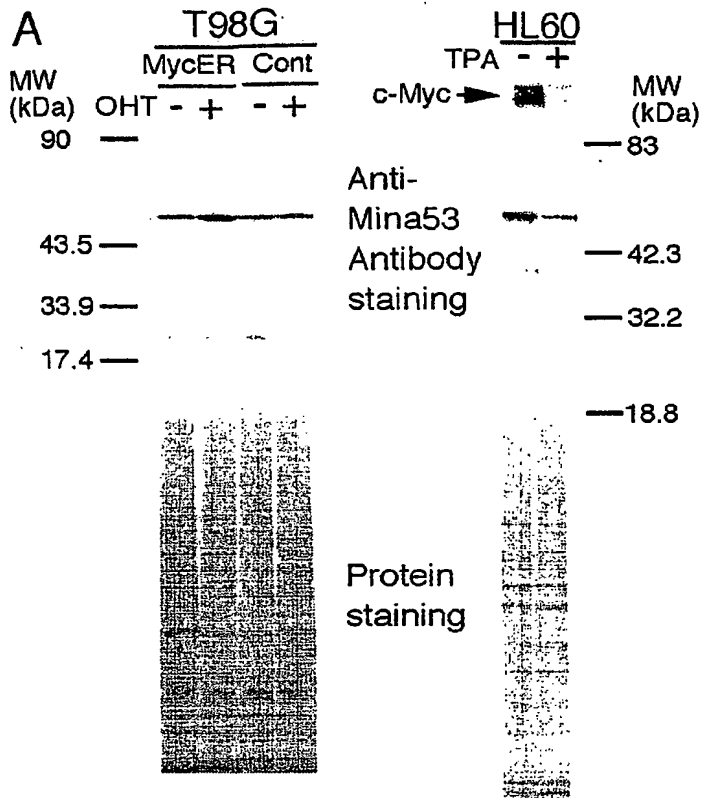 A
T98G
MycER Cont
MW
(kDa)
OHT - + - +
90
43.5
33.9
17.4
HL60
TPA - +
c-Myc
MW
(kDa)
83
42.3
32.2
18.8
Anti-
Mina53
Antibody
staining
Protein
staining